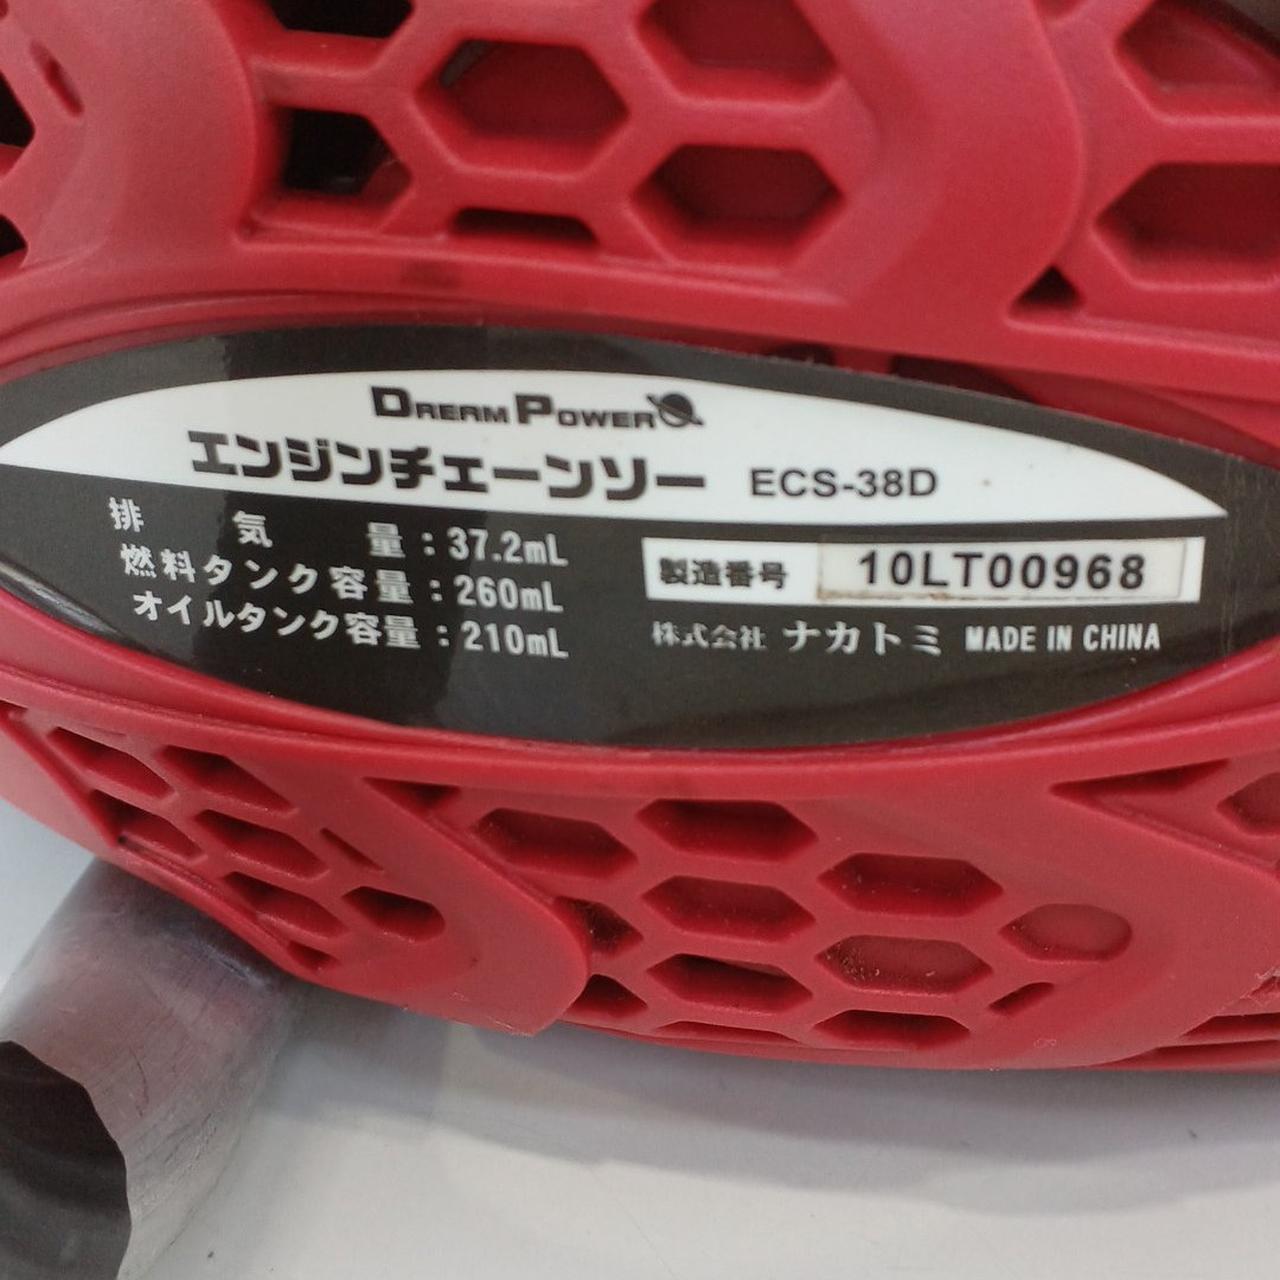 DREAM POWER
エンジンチェーンソー ECS-38D
排気量：37.2mL
燃料タンク容量：260mL
オイルタンク容量：210mL
製造番号 10LT00968
株式会社 ナカトミ MADE IN CHINA